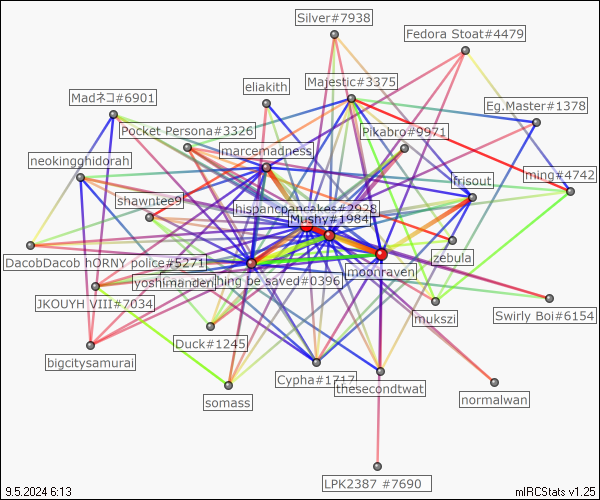 Silver#7938
Fedora Stoat#4479
Majestic#3375
eliakith
Madネコ#6901
Eg.Master#1378
Pocket Persona#3326
Pikabro#9971
marcemadness
neokingghidorah
ming#4742
frisout
shawntee9
hispanicpancakes#2928
Mushy#1984
zebula
DacobDacob hORNY police#5271
moonraven
yoshimanden
hing be saved#0396
JKOUYH VIII#7034
mukszi
Swirly Boi#6154
Duck#1245
bigcitysamurai
Cypha#1717
thesecondtwat
somass
normalwan
LPK2387 #7690
9.5.2024 6:13
mIRCStats v1.25